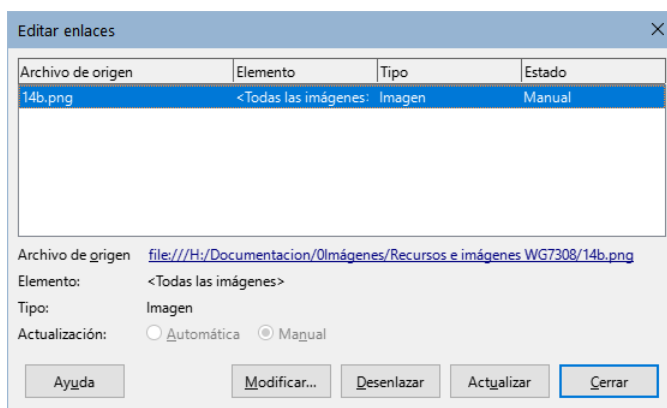 Editar enlaces
Archivo de origen Elemento Tipo Estado
14b.png <Todas las imágenes: Imagen Manual
Archivo de origen file:///H:/Documentacion/0Imágenes/Recursos e imágenes WG7308/14b.png
Elemento: <Todas las imágenes>
Tipo: Imagen
Actualización: Automática Manual
Ayuda Modificar... Desenlazar Actualizar Cerrar